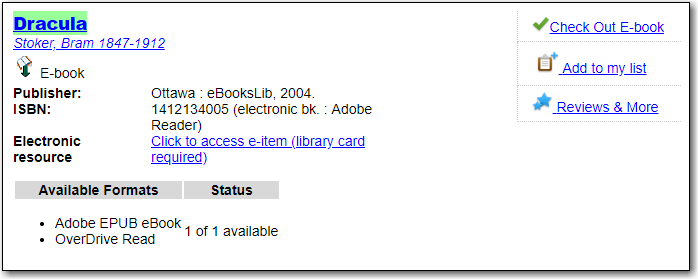 Dracula
Stoker, Bram 1847-1912
E-book
Publisher: Ottawa : eBooksLib, 2004.
ISBN: 1412134005 (electronic bk. : Adobe
Reader)
Electronic Click to access e-item (library card
resource required)
Available Formats Status
• Adobe EPUB eBook
• OverDrive Read
1 of 1 available
Check Out E-book
Add to my list
Reviews & More